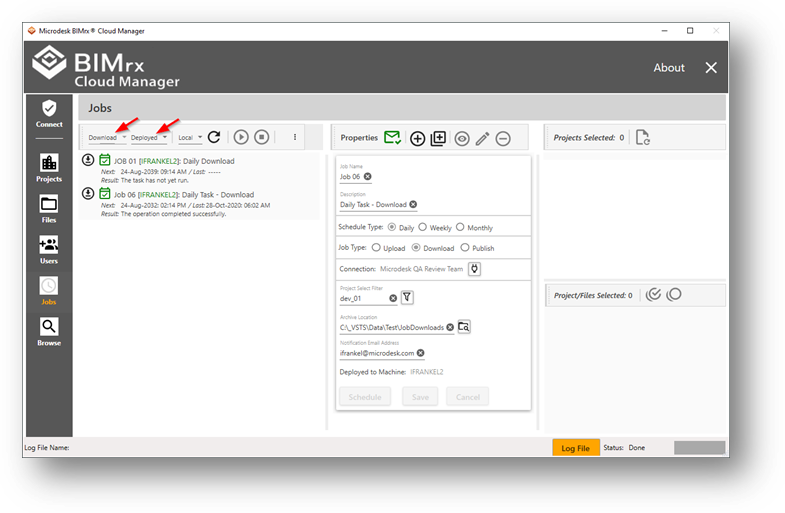 Microdesk BIMrx ® Cloud Manager
BIMrx
Cloud Manager
About
Connect
Projects
Files
Users
Jobs
Browse
Jobs
Download Deployed Local
JOB 01 [IFRANKEL2]: Daily Download
Next: 24-Aug-2039: 09:14 AM / Last: -----
Result: The task has not yet run.
Job 06 [IFRANKEL2]: Daily Task - Download
Next: 24-Aug-2032: 02:14 PM / Last: 28-Oct-2020: 06:02 AM
Result: The operation completed successfully.
Properties
Job Name
Job 06
Description
Daily Task - Download
Schedule Type: Daily Weekly Monthly
Job Type: Upload Download Publish
Connection: Microdesk QA Review Team
Project Select Filter
dev_01
Archive Location
C:\_VSTS\Data\Test\JobDownloads
Notification Email Address
ifrankel@microdesk.com
Deployed to Machine: IFRANKEL2
Schedule Save Cancel
Projects Selected: 0
Project/Files Selected: 0
Log File Name:
Log File Status: Done